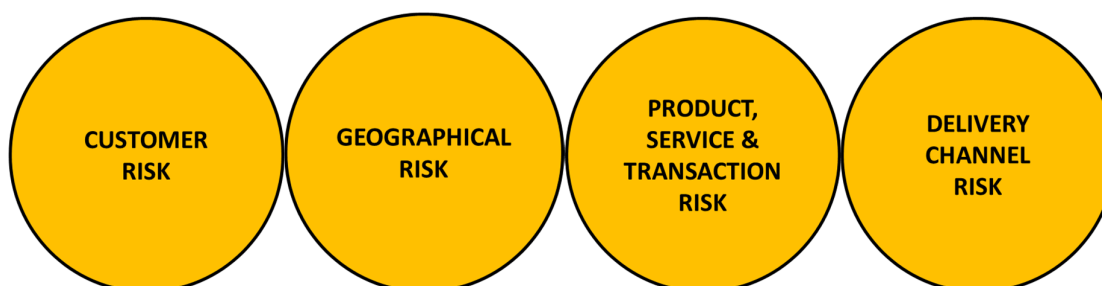 CUSTOMER
RISK
GEOGRAPHICAL
RISK
PRODUCT,
SERVICE &
TRANSACTION
RISK
DELIVERY
CHANNEL
RISK